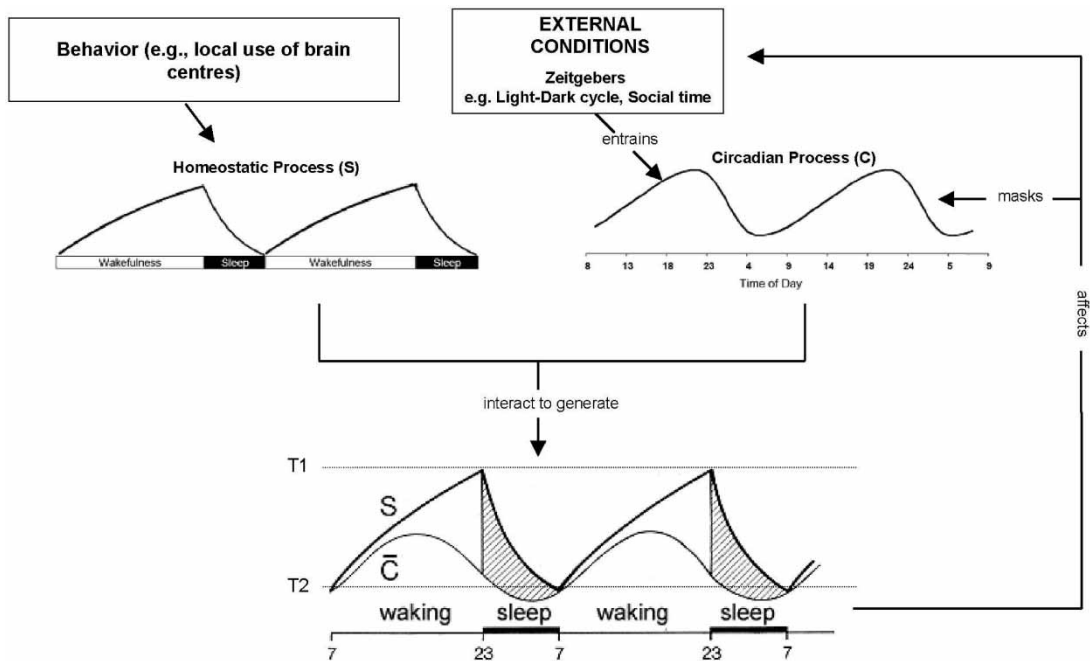 Behavior (e.g., local use of brain
centres)
EXTERNAL
CONDITIONS
Zeitgebers
e.g. Light-Dark cycle, Social time
entrains
Homeostatic Process (S)
Circadian Process (C)
masks
Wakefulness Sleep Wakefulness Sleep
8 13 18 23 4 9 14 19 24 5 9
Time of Day
affects
interact to generate
T1
S
C̄
T2
waking sleep waking sleep
7 23 7 23 7